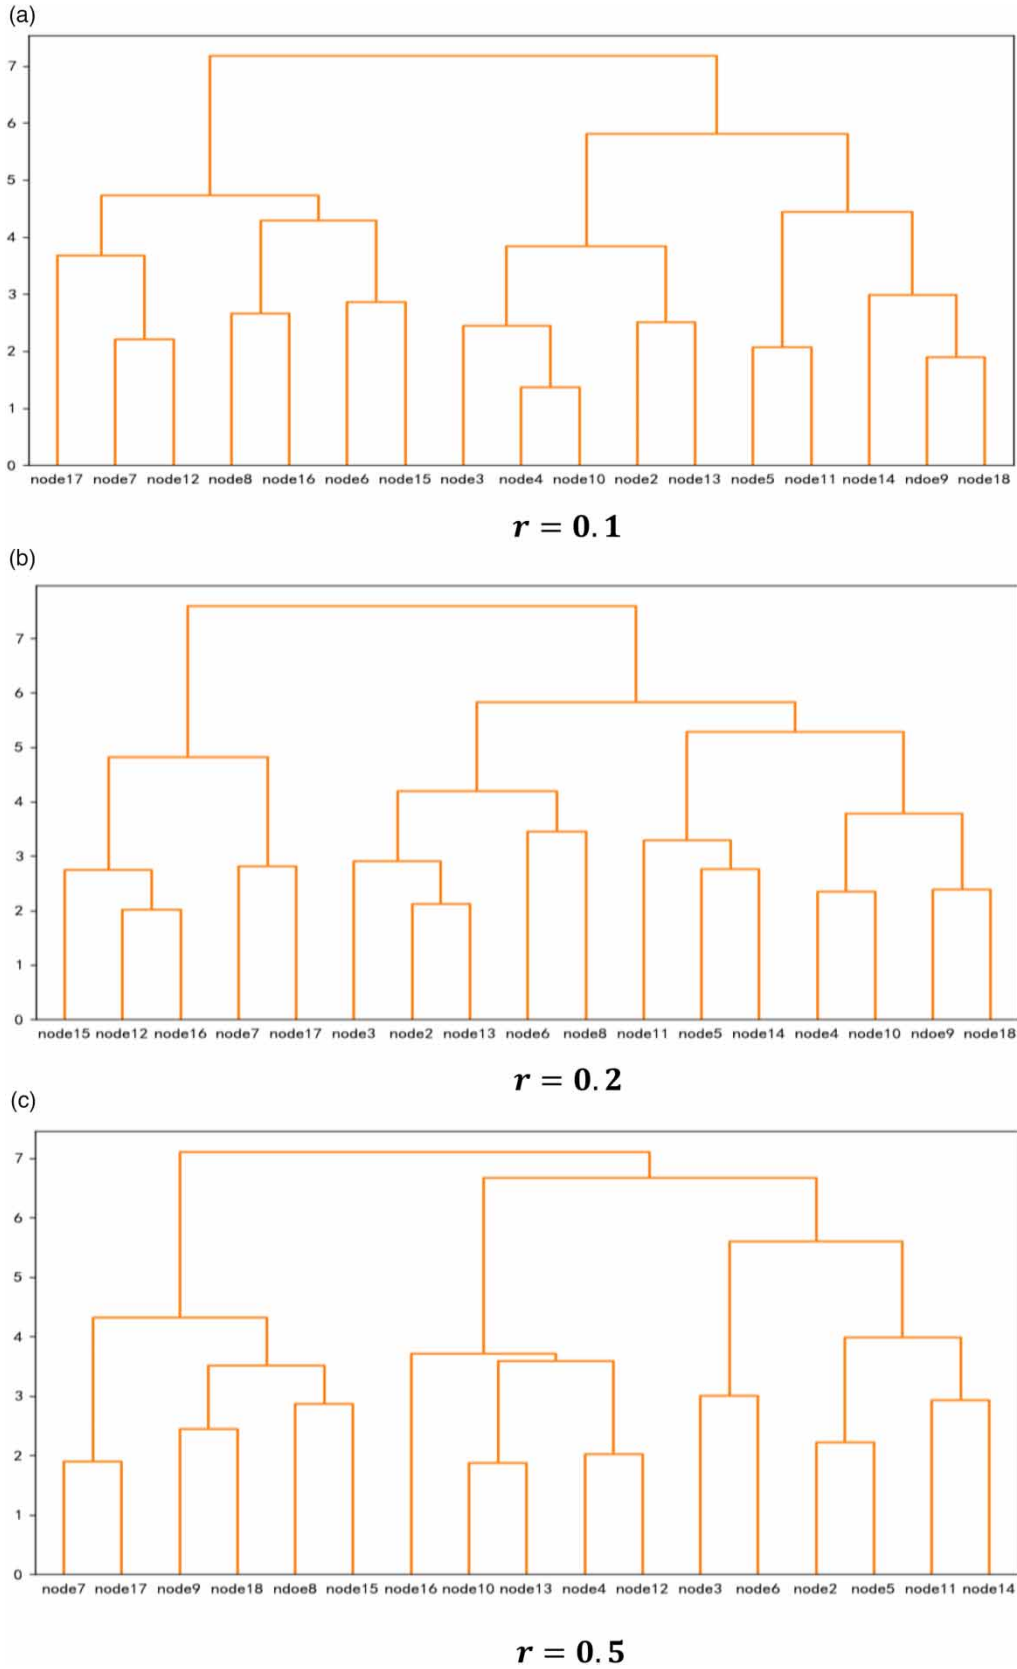 (a)
7
6
5
4
3
2
1
0
node17 node7 node12 node8 node16 node6 node15 node3 node4 node10 node2 node13 node5 node11 node14 ndoe9 node18
r = 0.1
(b)
7
6
5
4
3
2
1
0
node15 node12 node16 node7 node17 node3 node2 node13 node6 node8 node11 node5 node14 node4 node10 ndoe9 node18
r = 0.2
(c)
7
6
5
4
3
2
1
0
node7 node17 node9 node18 ndoe8 node15 node16 node10 node13 node4 node12 node3 node6 node2 node5 node11 node14
r = 0.5